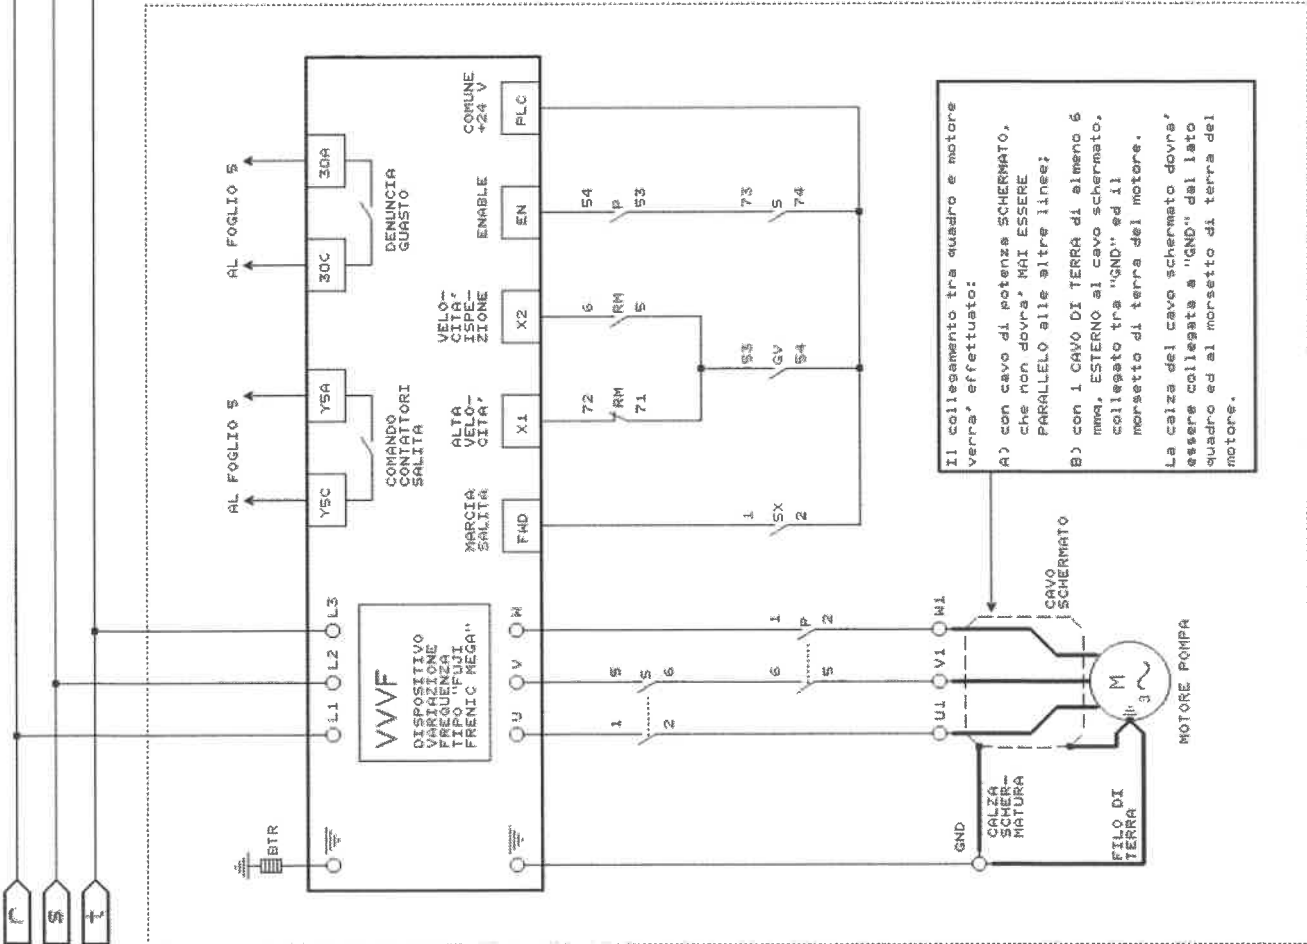 r
s
t
BTR
L1
L2
L3
VVVF
DISPOSITIVO
VARIAZIONE
FREQUENZA
TIPO "FUJI
FRENIC MEGA"
U
V
W
AL FOGLIO 5
Y5C
Y5A
COMANDO
CONTATTORI
SALITA
AL FOGLIO 5
30C
30A
DENUNCIA
GUASTO
MARCIA
SALITA
FWD
ALTA
VELO-
CITA'
X1
VELO-
CITA'
ISPE-
ZIONE
X2
ENABLE
EN
COMUNE
+24 V
PLC
1
SX
2
72
RM
71
6
RM
5
53
GV
54
54
P
53
73
S
74
1
2
5
S
6
6
5
1
P
2
U1
V1
W1
GND
CALZA
SCHER-
MATURA
FILO DI
TERRA
CAVO
SCHERMATO
M
3
MOTORE POMPA
Il collegamento tra quadro e motore
verra' effettuato:
A) con cavo di potenza SCHERMATO,
che non dovra' MAI ESSERE
PARALLELO alle altre linee;
B) con 1 CAVO DI TERRA di almeno 6
mmq, ESTERNO al cavo schermato,
collegato tra "GND" ed il
morsetto di terra del motore.
La calza del cavo schermato dovra'
essere collegata a "GND" dal lato
quadro ed al morsetto di terra del
motore.